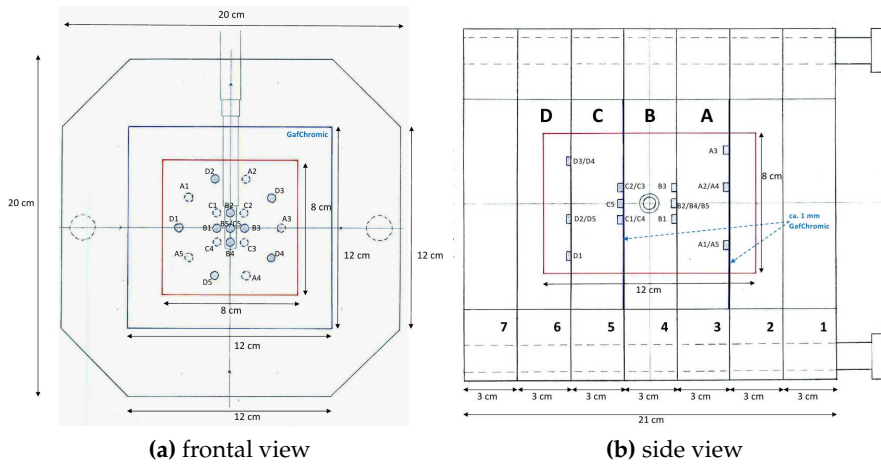 20 cm
GafChromic
D2
A2
A1
D3
C1
B2
C2
D1
B1
B5/C5
B3
A3
20 cm
8 cm
12 cm
12 cm
C4
B4
C3
A5
D4
D5
A4
8 cm
12 cm
12 cm
(a) frontal view
D
C
B
A
A3
D3/D4
C2/C3
B3
A2/A4
8 cm
C5
B2/B4/B5
D2/D5
C1/C4
B1
ca. 1 mm
GafChromic
A1/A5
D1
12 cm
7
6
5
4
3
2
1
3 cm
3 cm
3 cm
3 cm
3 cm
3 cm
3 cm
21 cm
(b) side view